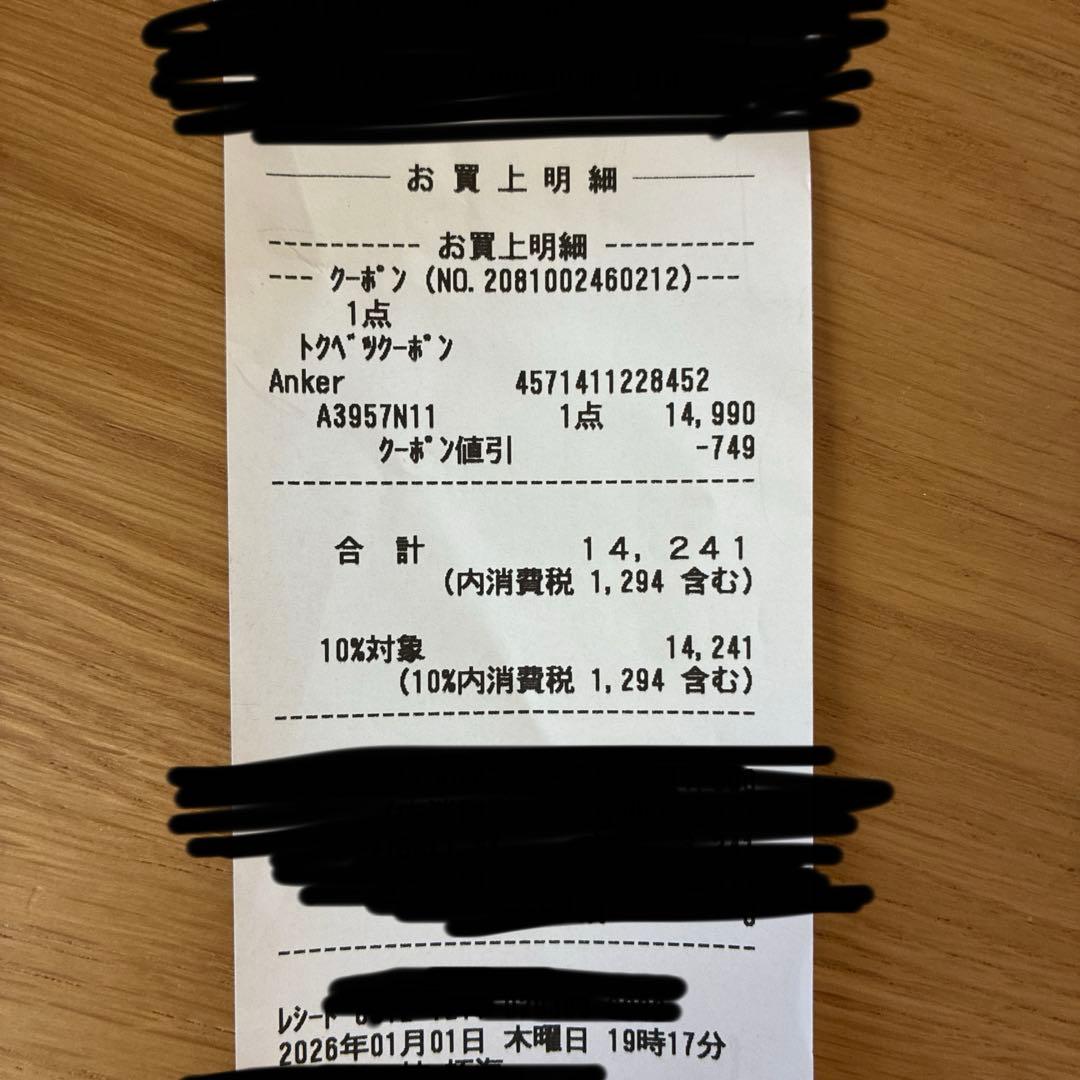 お買上明細
---------- お買上明細 ----------
--- ｸｰﾎﾟﾝ (NO.2081002460212)---
1点
ﾄｸﾍﾞﾂｸｰﾎﾟﾝ
Anker 4571411228452
A3957N11 1点 14,990
ｸｰﾎﾟﾝ値引 -749
合 計 14,241
(内消費税 1,294 含む)
10%対象 14,241
(10%内消費税 1,294 含む)
ﾚｼｰﾄ
2026年01月01日 木曜日 19時17分